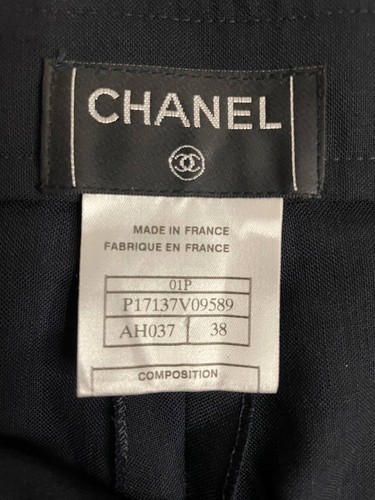 CHANEL
MADE IN FRANCE
FABRIQUE EN FRANCE
01P
P17137V09589
AH037 38
COMPOSITION